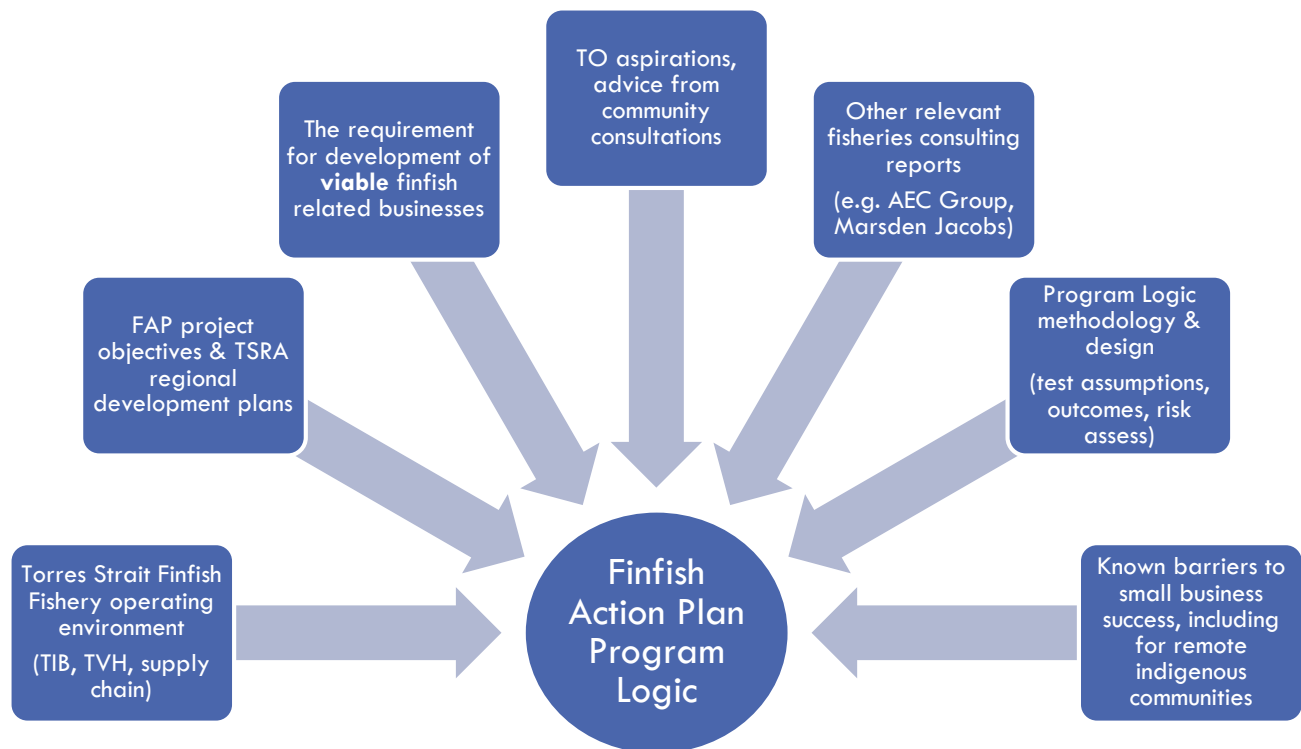 TO aspirations,
advice from
community
consultations
The requirement
for development of
viable finfish
related businesses
Other relevant
fisheries consulting
reports
(e.g. AEC Group,
Marsden Jacobs)
FAP project
objectives & TSRA
regional
development plans
Program Logic
methodology &
design
(test assumptions,
outcomes, risk
assess)
Torres Strait Finfish
Fishery operating
environment
(TIB, TVH, supply
chain)
Finfish
Action Plan
Program
Logic
Known barriers to
small business
success, including
for remote
indigenous
communities